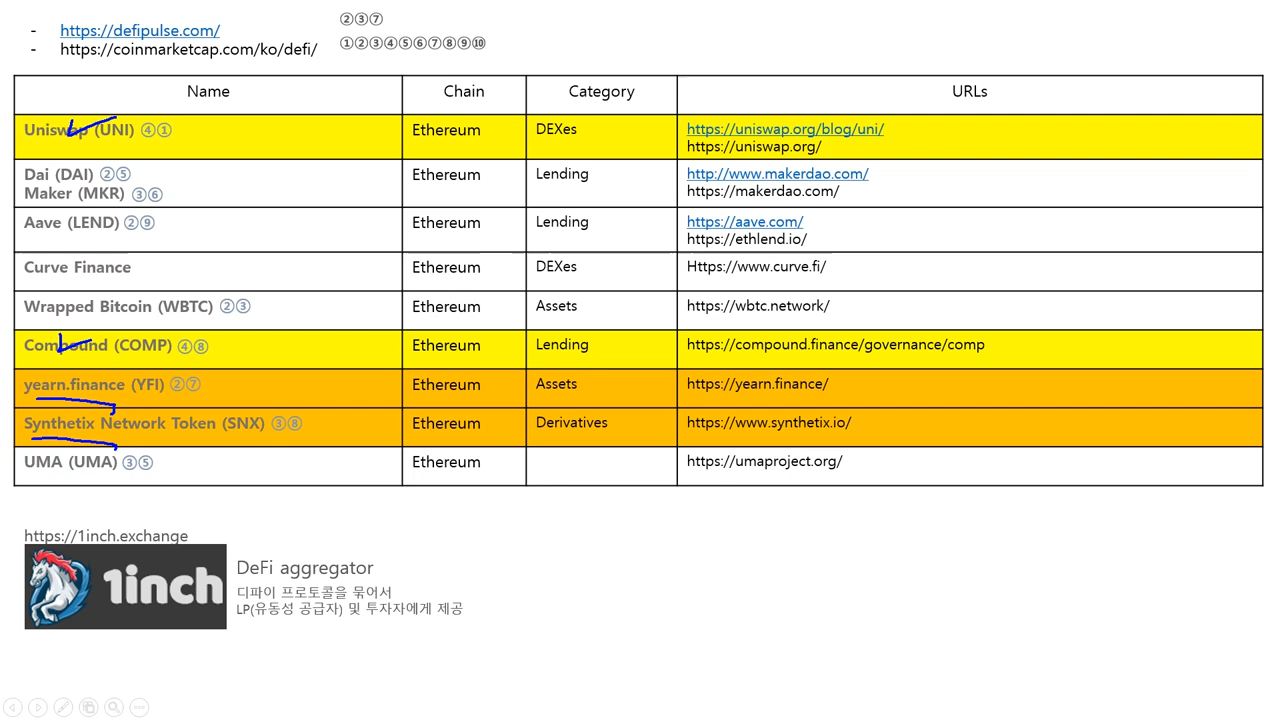 - https://defipulse.com/ ②③⑦
- https://coinmarketcap.com/ko/defi/ ①②③④⑤⑥⑦⑧⑨⑩
Name Chain Category URLs
Uniswap (UNI) ④① Ethereum DEXes https://uniswap.org/blog/uni/
https://uniswap.org/
Dai (DAI) ②⑤ Ethereum Lending http://www.makerdao.com/
Maker (MKR) ③⑥ https://makerdao.com/
Aave (LEND) ②⑨ Ethereum Lending https://aave.com/
https://ethlend.io/
Curve Finance Ethereum DEXes Https://www.curve.fi/
Wrapped Bitcoin (WBTC) ②③ Ethereum Assets https://wbtc.network/
Compound (COMP) ④⑧ Ethereum Lending https://compound.finance/governance/comp
yearn.finance (YFI) ②⑦ Ethereum Assets https://yearn.finance/
Synthetix Network Token (SNX) ③⑧ Ethereum Derivatives https://www.synthetix.io/
UMA (UMA) ③⑤ Ethereum https://umaproject.org/
https://1inch.exchange
1inch
DeFi aggregator
디파이 프로토콜을 묶어서
LP(유동성 공급자) 및 투자자에게 제공